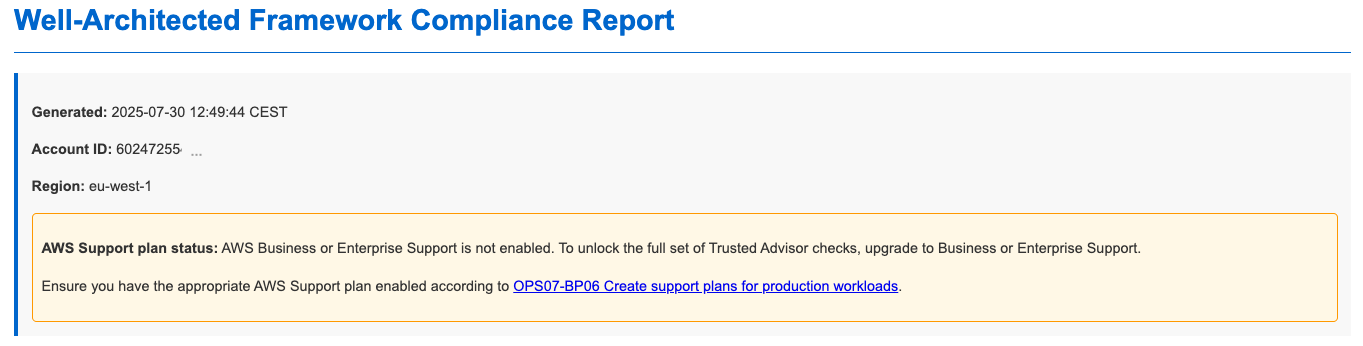 Well-Architected Framework Compliance Report
Generated: 2025-07-30 12:49:44 CEST
Account ID: 60247255 ...
Region: eu-west-1
AWS Support plan status: AWS Business or Enterprise Support is not enabled. To unlock the full set of Trusted Advisor checks, upgrade to Business or Enterprise Support.
Ensure you have the appropriate AWS Support plan enabled according to OPS07-BP06 Create support plans for production workloads.